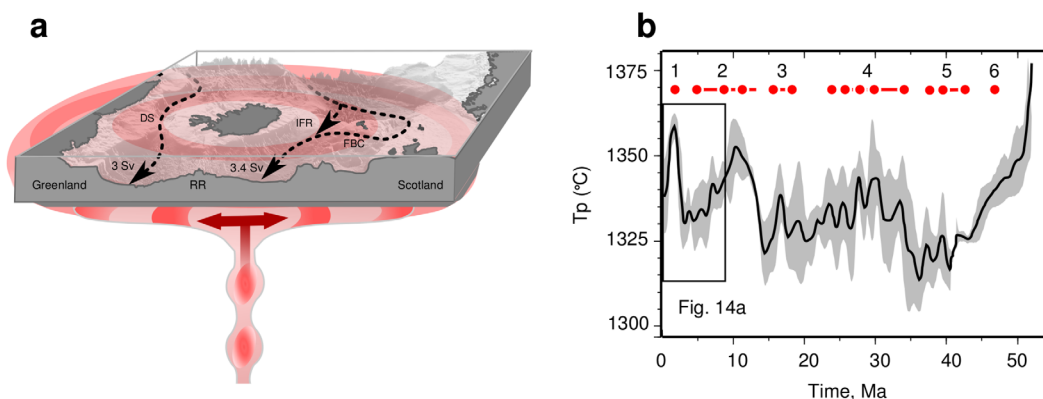 a
DS
IFR
FBC
3 Sv
3.4 Sv
Greenland
RR
Scotland
b
1375
1350
1325
1300
Tp (°C)
1 2 3 4 5 6
Fig. 14a
0 10 20 30 40 50
Time, Ma